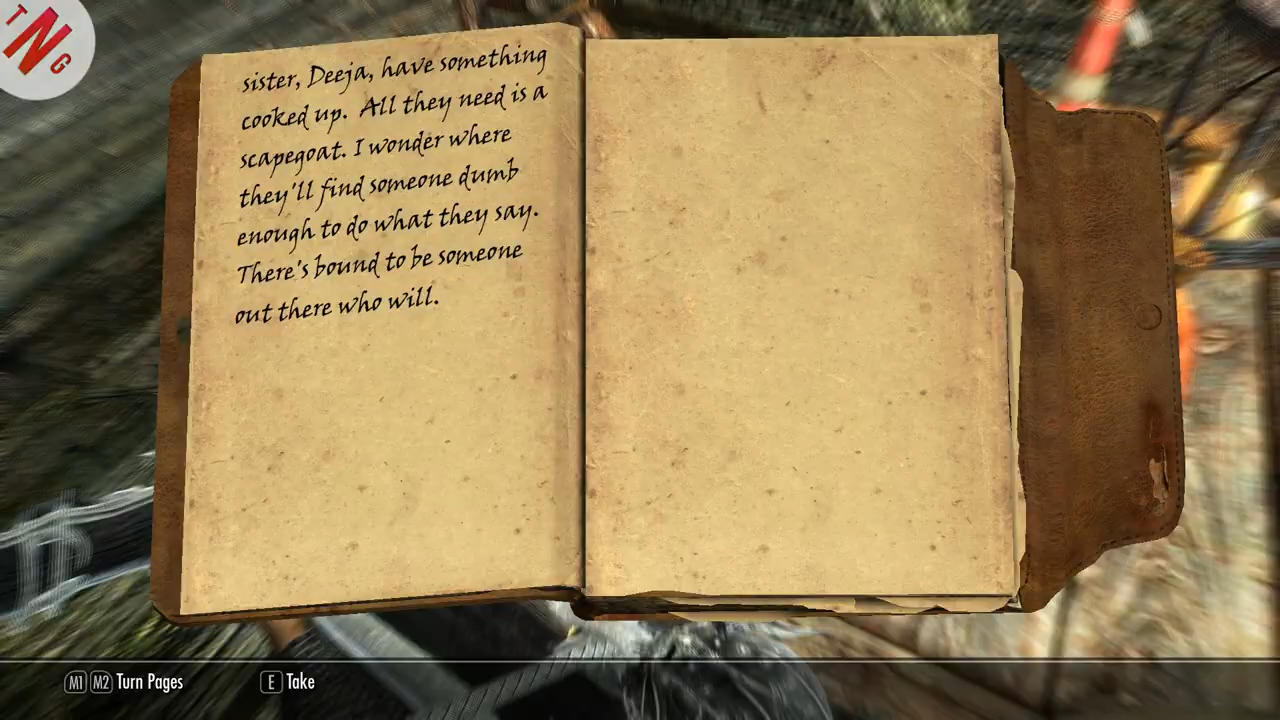 TNG
sister, Deeja, have something
cooked up. All they need is a
scapegoat. I wonder where
they'll find someone dumb
enough to do what they say.
There's bound to be someone
out there who will.
M1 M2 Turn Pages
E Take